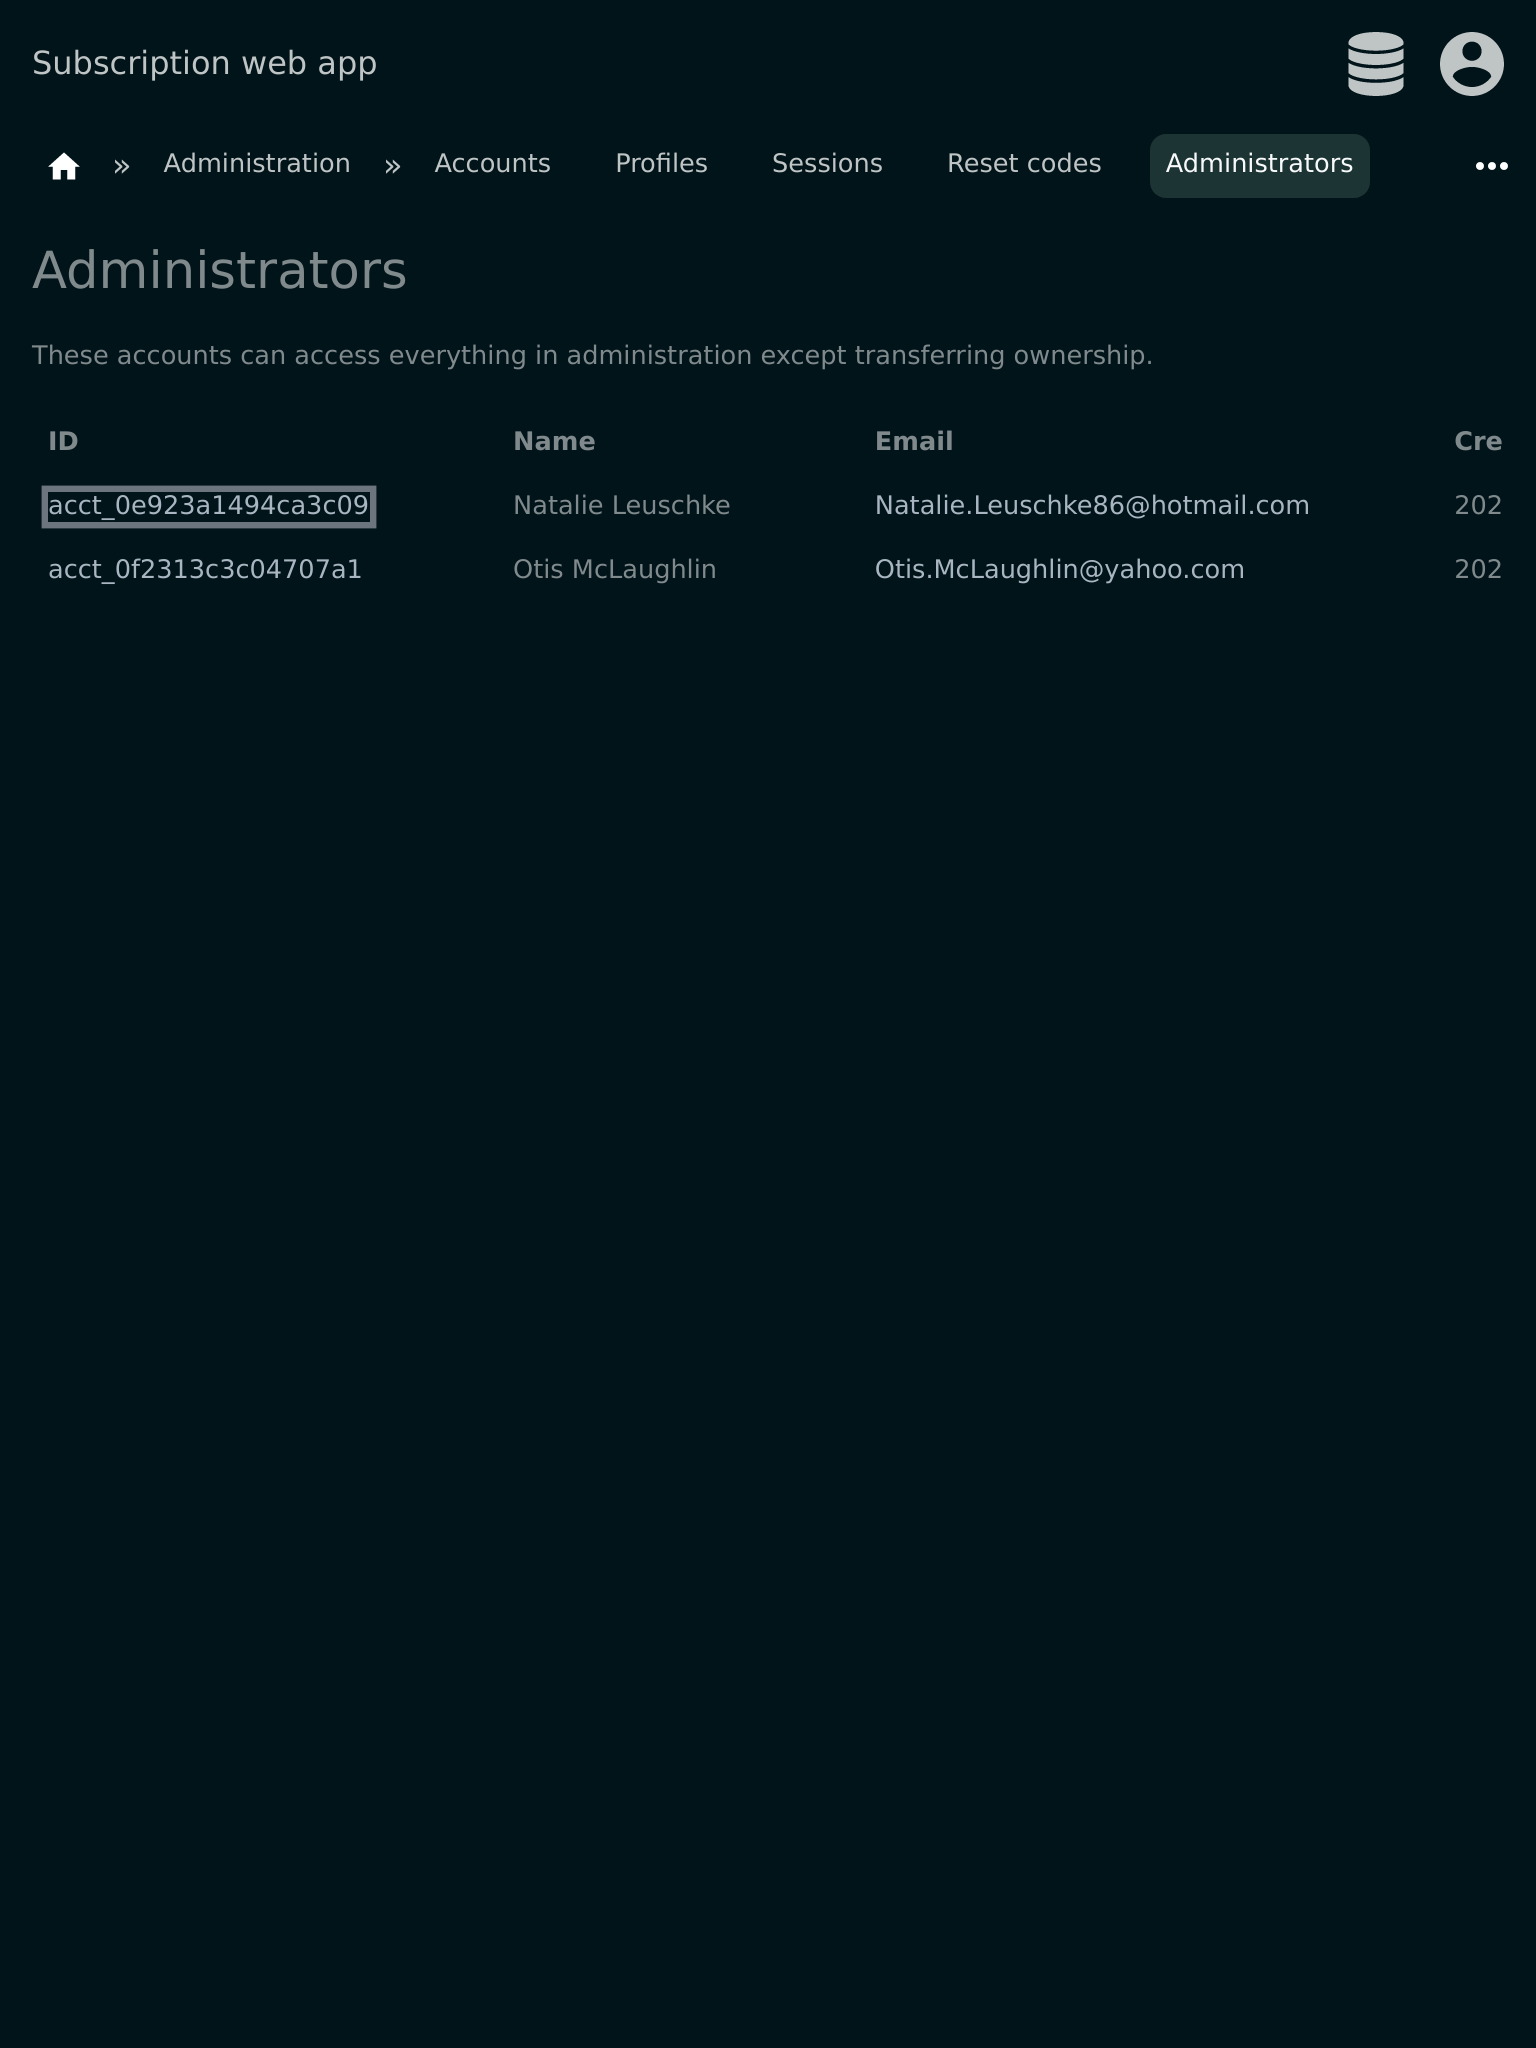 Subscription web app
» Administration » Accounts Profiles Sessions Reset codes Administrators
Administrators
These accounts can access everything in administration except transferring ownership.
ID Name Email Cre
acct_0e923a1494ca3c09 Natalie Leuschke Natalie.Leuschke86@hotmail.com 202
acct_0f2313c3c04707a1 Otis McLaughlin Otis.McLaughlin@yahoo.com 202